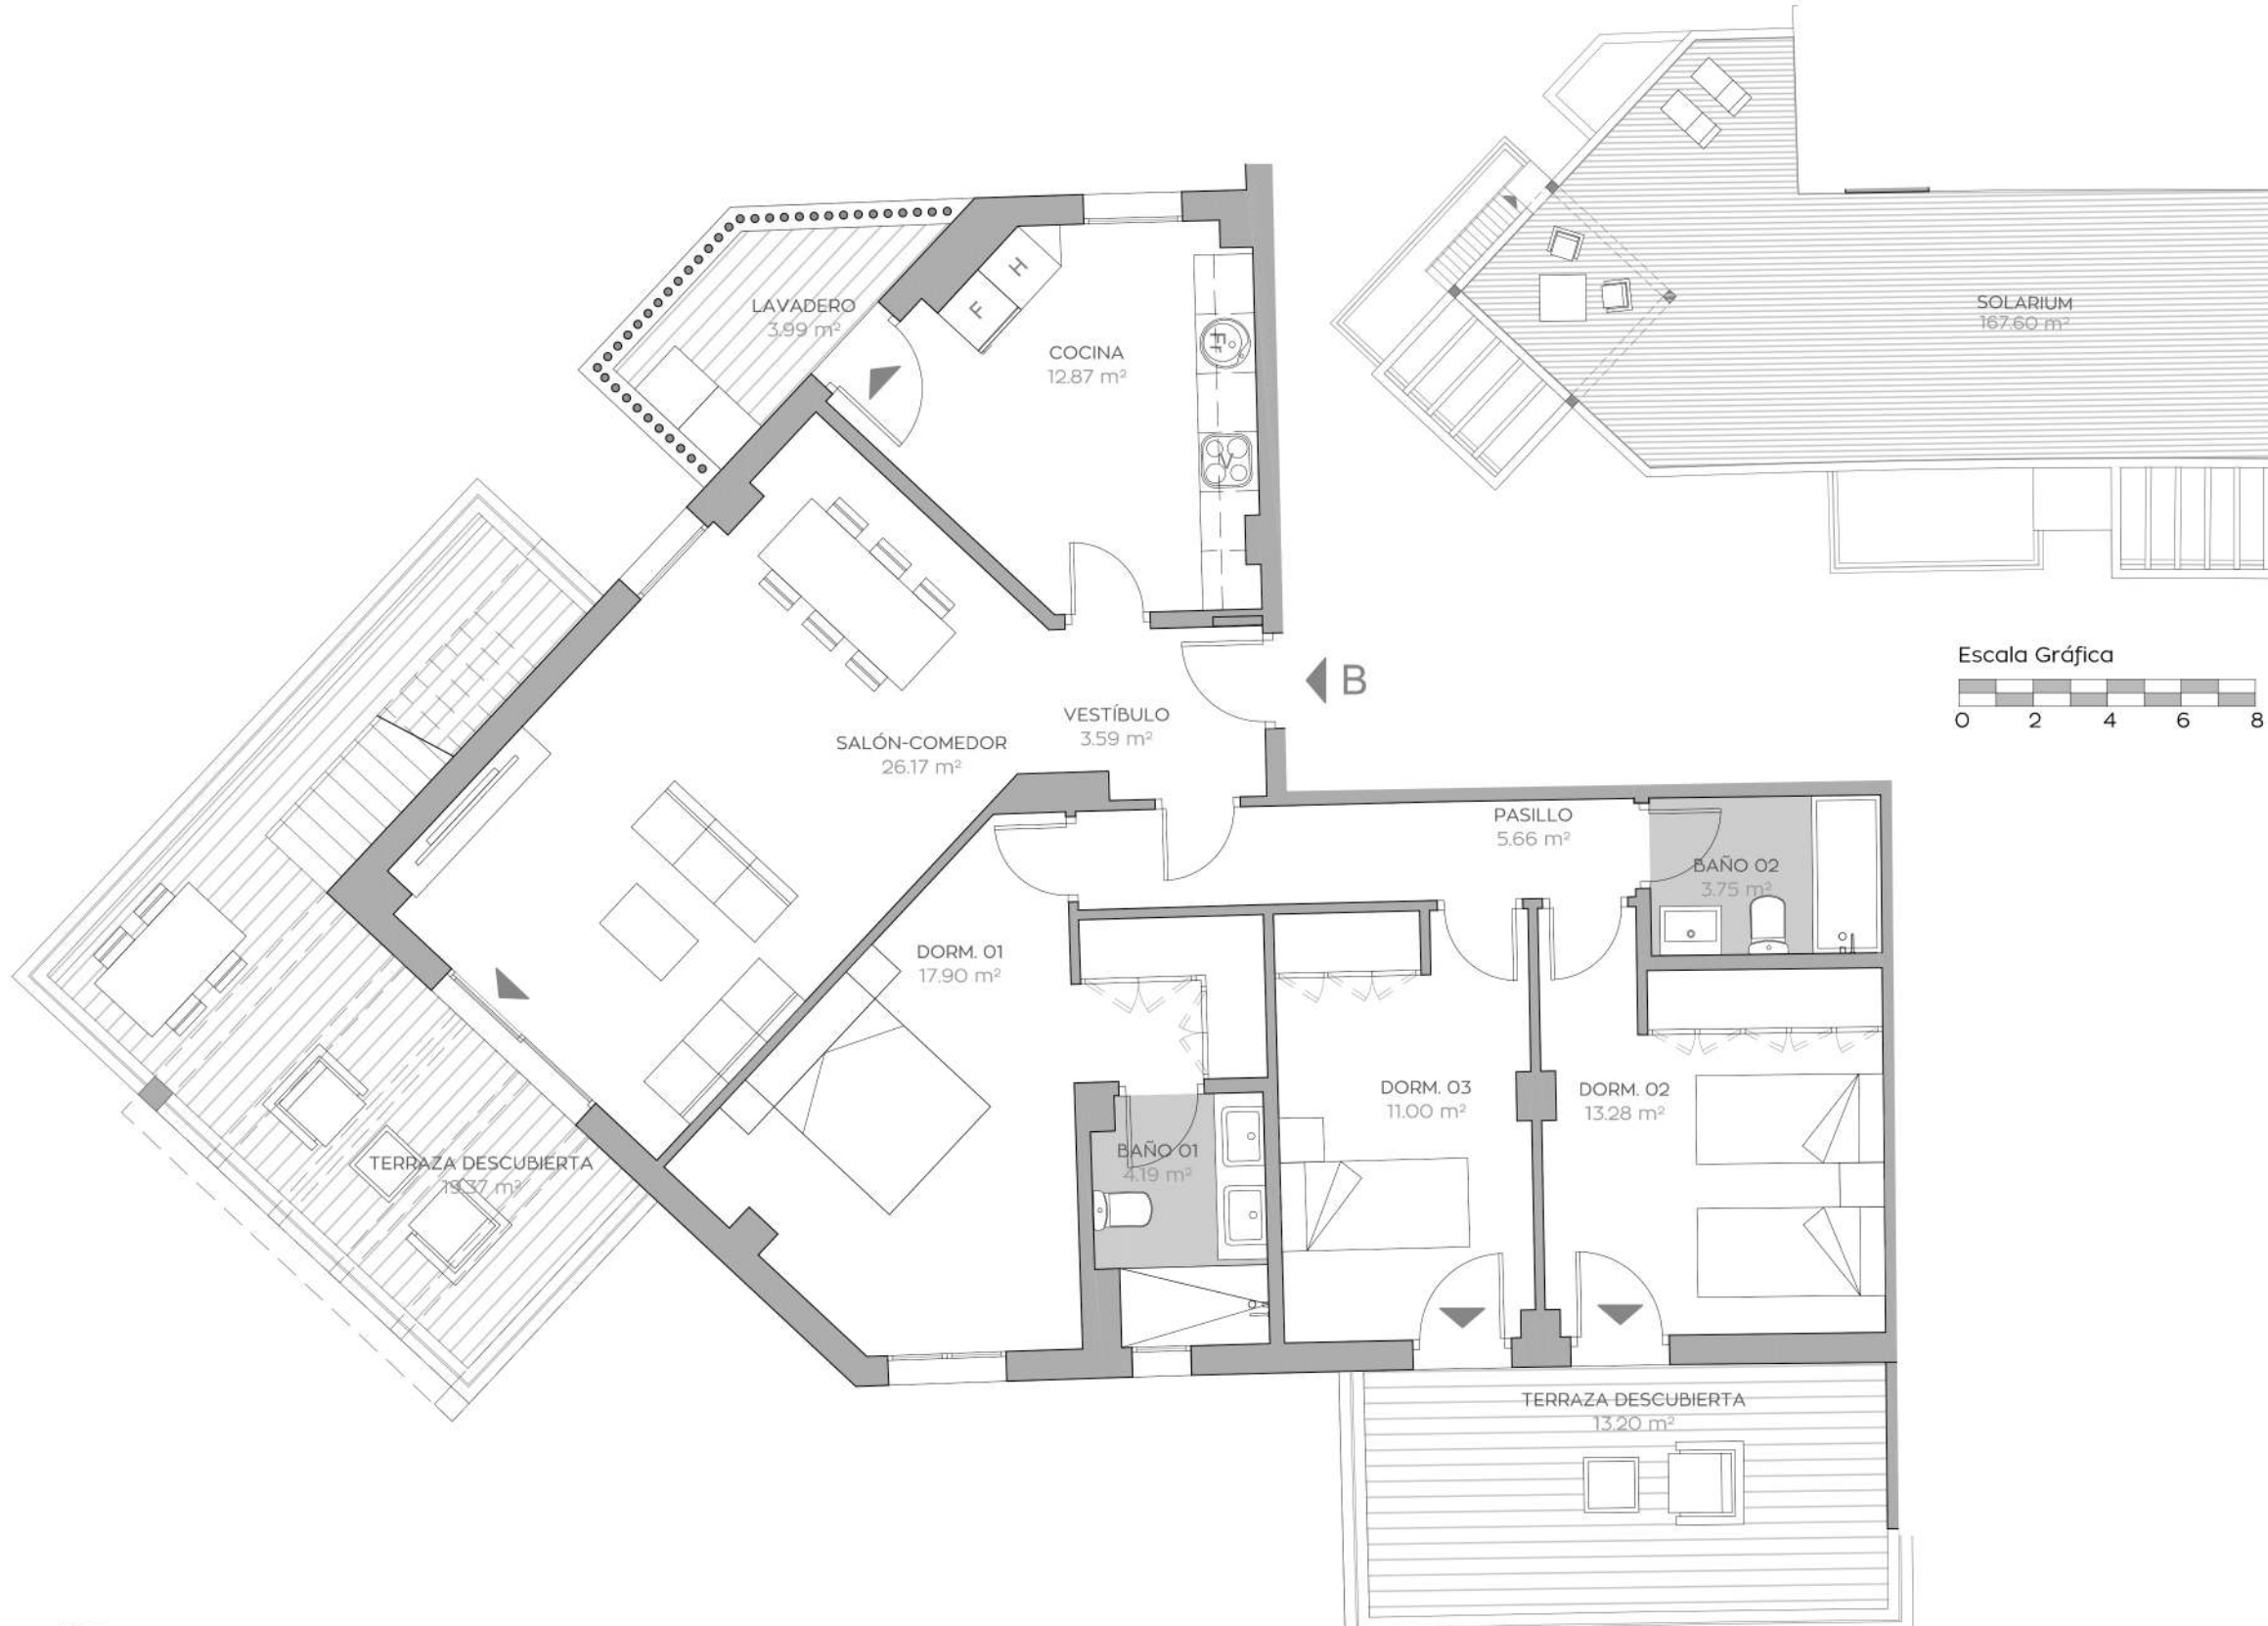 LAVADERO
3.99 m²
H
F
COCINA
12.87 m²
Fr
V
SOLARIUM
167.60 m²
Escala Gráfica
0 2 4 6 8
B
VESTÍBULO
3.59 m²
SALÓN-COMEDOR
26.17 m²
PASILLO
5.66 m²
BAÑO 02
3.75 m²
DORM. 01
17.90 m²
DORM. 03
11.00 m²
DORM. 02
13.28 m²
BAÑO 01
4.19 m²
TERRAZA DESCUBIERTA
19.37 m²
TERRAZA DESCUBIERTA
13.20 m²